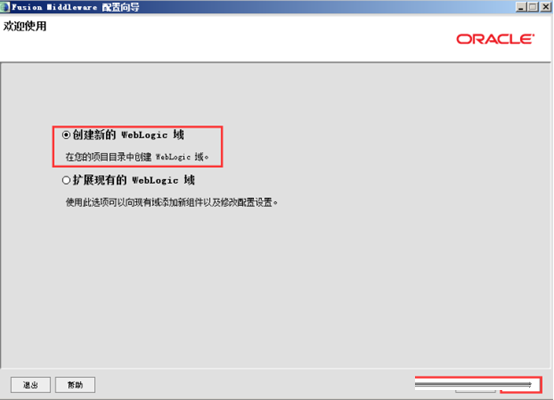 Fusion Middleware 配置向导
欢迎使用
ORACLE
创建新的 WebLogic 域
在您的项目目录中创建 WebLogic 域。
扩展现有的 WebLogic 域
使用此选项可以向现有域添加新组件以及修改配置设置。
退出 帮助